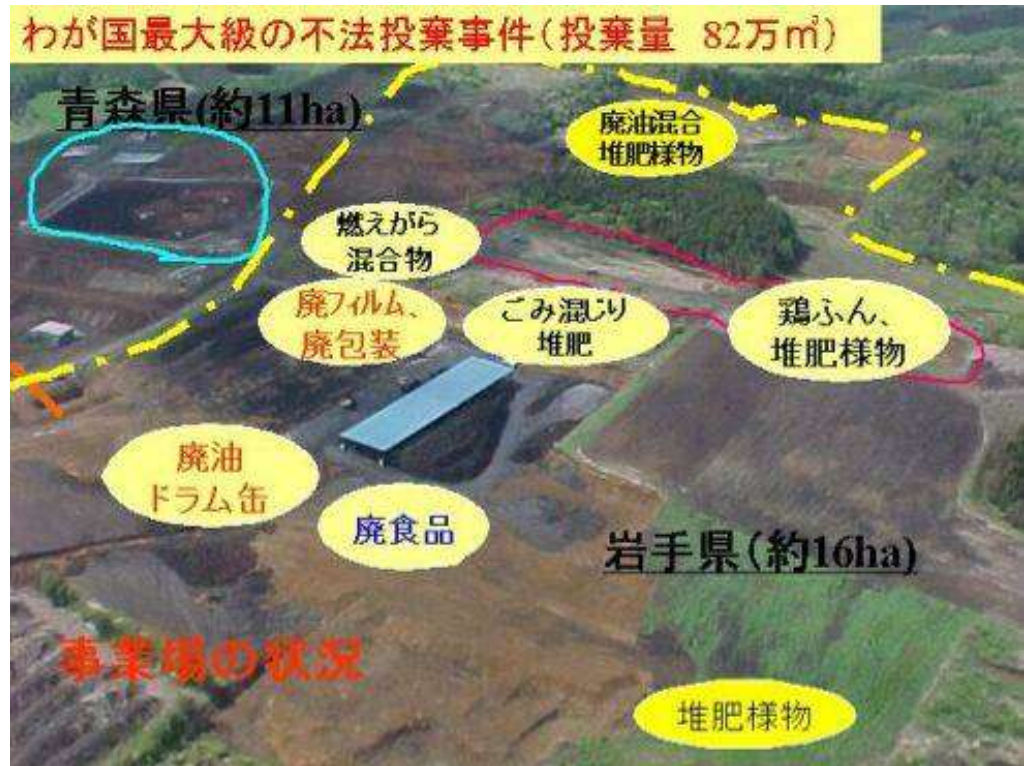 わが国最大級の不法投棄事件(投棄量 82万㎥)
青森県(約11ha)
廃油混合
堆肥様物
燃えがら
混合物
廃フィルム、
廃包装
ごみ混じり
堆肥
鶏ふん、
堆肥様物
廃油
ドラム缶
廃食品
岩手県(約16ha)
事業場の状況
堆肥様物